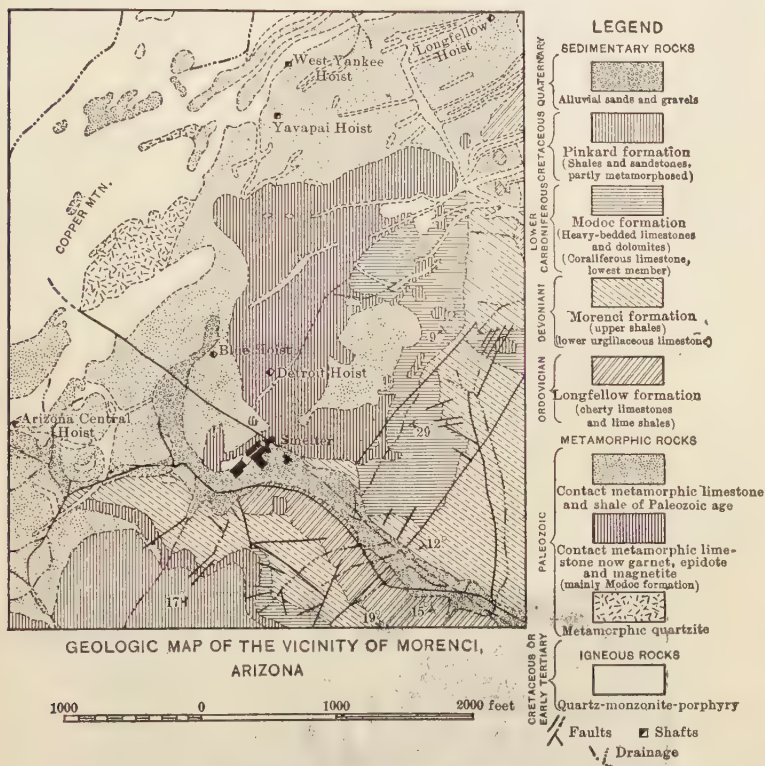 Longfellow
Hoist
West Yankee
Hoist
Yavapai Hoist
COPPER MTN.
9
Blue Hoist
Detroit Hoist
Arizona Central
Hoist
Smelter
29
12
17
19
15
GEOLOGIC MAP OF THE VICINITY OF MORENCI,
ARIZONA
1000 0 1000 2000 feet
LEGEND
SEDIMENTARY ROCKS
QUATERNARY
Alluvial sands and gravels
CRETACEOUS
Pinkard formation
(Shales and sandstones,
partly metamorphosed)
LOWER
CARBONIFEROUS
Modoc formation
(Heavy-bedded limestones
and dolomites)
(Coraliferous limestone,
lowest member)
DEVONIAN?
Morenci formation
(upper shales)
(lower urgillaceous limestone)
ORDOVICIAN
Longfellow formation
(cherty limestones
and lime shales)
METAMORPHIC ROCKS
PALEOZOIC
Contact metamorphic limestone
and shale of Paleozoic age
Contact metamorphic lime-
stone now garnet, epidote
and magnetite
(mainly Modoc formation)
Metamorphic quartzite
CRETACEOUS OR
EARLY TERTIARY
IGNEOUS ROCKS
Quartz-monzonite-porphyry
Faults Shafts
Drainage